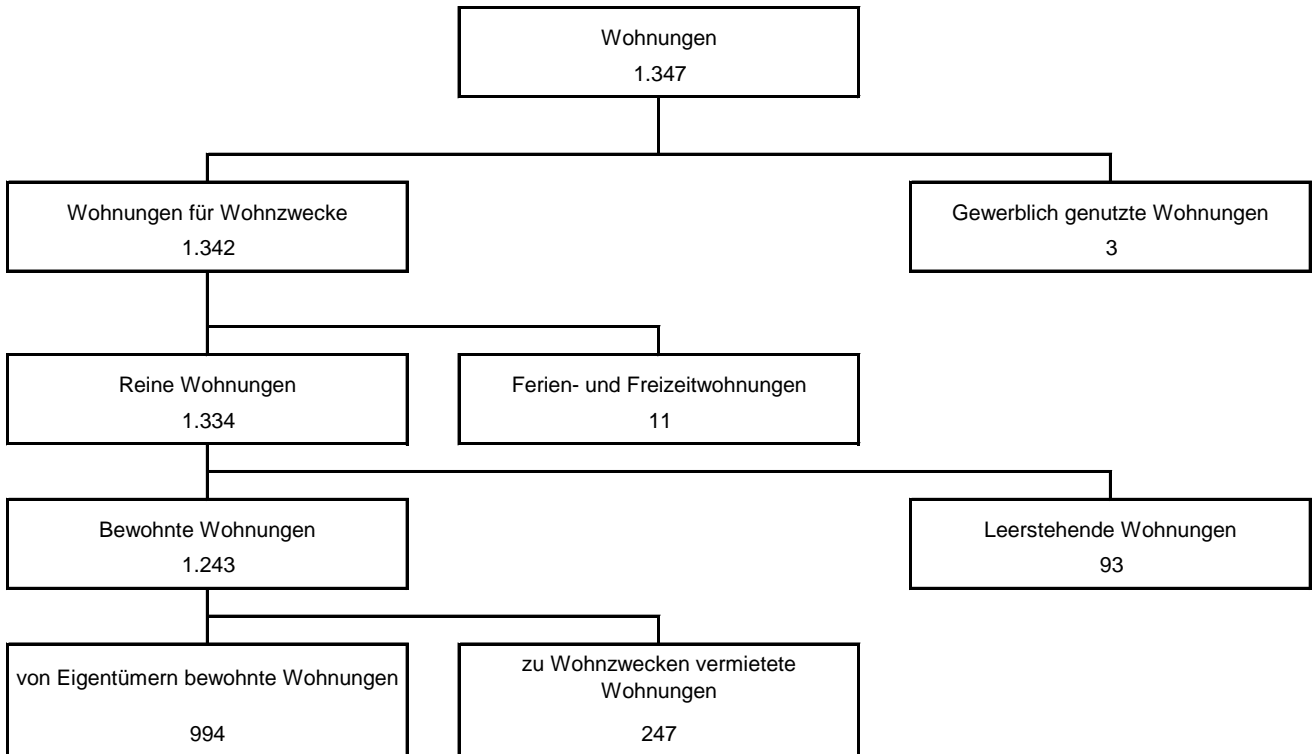 Wohnungen
1.347
Wohnungen für Wohnzwecke
1.342
Gewerblich genutzte Wohnungen
3
Reine Wohnungen
1.334
Ferien- und Freizeitwohnungen
11
Bewohnte Wohnungen
1.243
Leerstehende Wohnungen
93
von Eigentümern bewohnte Wohnungen
994
zu Wohnzwecken vermietete
Wohnungen
247